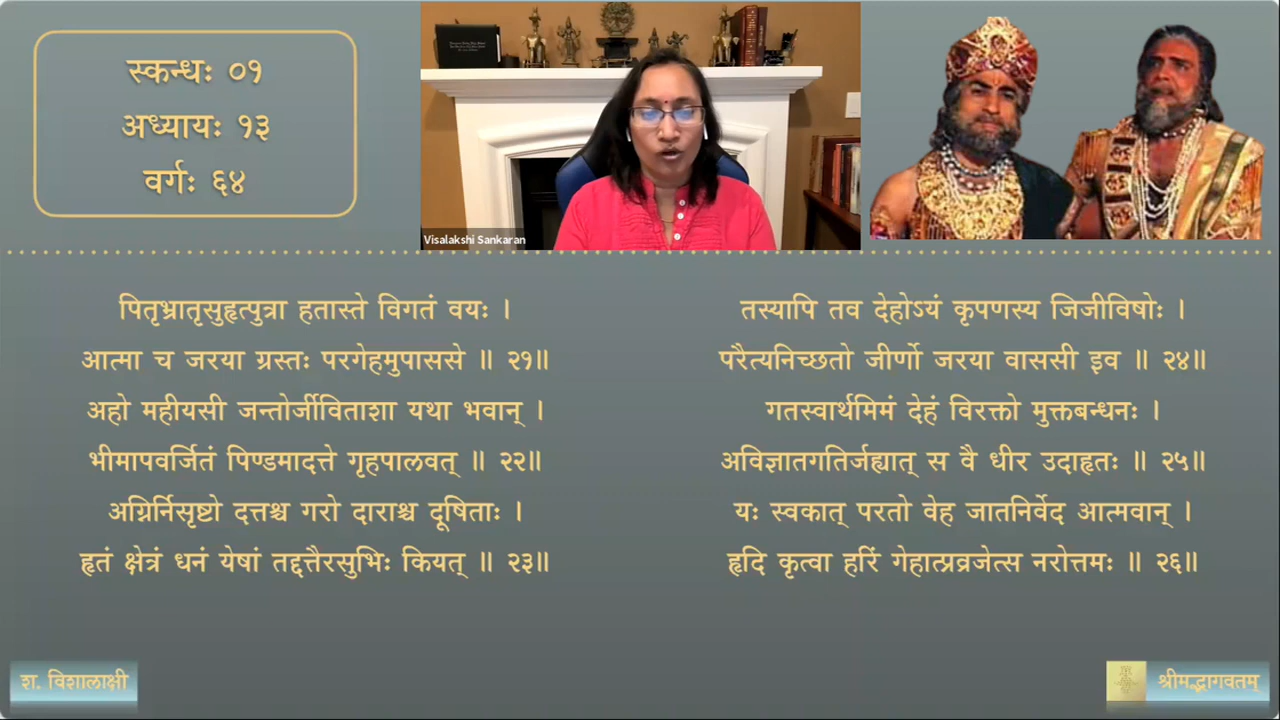 स्कन्धः ०१
अध्यायः १३
वर्गः ६४
Visalakshi Sankaran
पितृभ्रातृसुहृत्पुत्रा हतास्ते विगतं वयः ।
आत्मा च जरया ग्रस्तः परगेहमुपाससे ॥ २१॥
अहो महीयसी जन्तोर्जीविताशा यथा भवान् ।
भीमापवर्जितं पिण्डमादत्ते गृहपालवत् ॥ २२॥
अग्निर्निसृष्टो दत्तश्च गरो दाराश्च दूषिताः ।
हृतं क्षेत्रं धनं येषां तद्दत्तैरसुभिः कियत् ॥ २३॥
तस्यापि तव देहोऽयं कृपणस्य जिजीविषोः ।
परैत्यनिच्छतो जीर्णो जरया वाससी इव ॥ २४॥
गतस्वार्थमिमं देहं विरक्तो मुक्तबन्धनः ।
अविज्ञातगतिर्जह्यात् स वै धीर उदाहृतः ॥ २५॥
यः स्वकात् परतो वेह जातनिर्वेद आत्मवान् ।
हृदि कृत्वा हरिं गेहात्प्रव्रजेत्स नरोत्तमः ॥ २६॥
श. विशालाक्षी
श्रीमद्भागवतम्